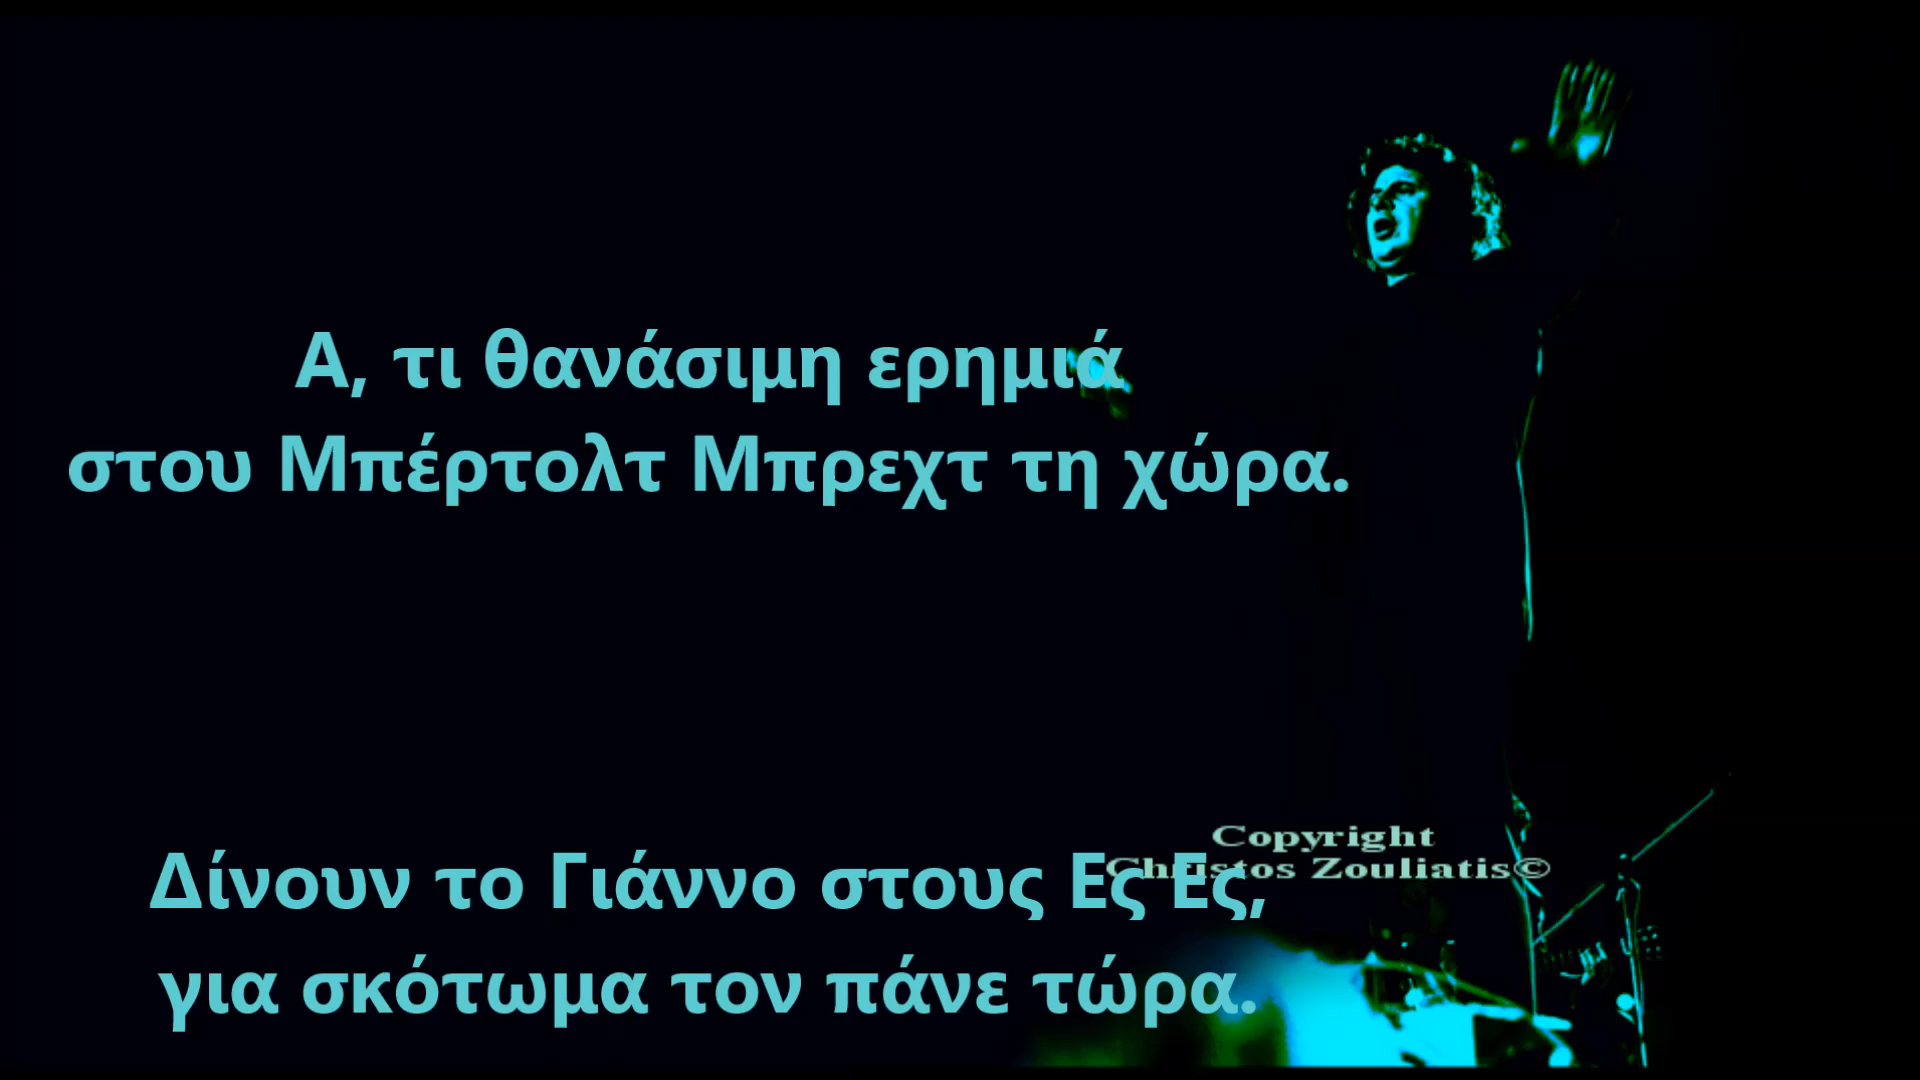 Α, τι θανάσιμη ερημιά
στου Μπέρτολτ Μπρεχτ τη χώρα.
Copyright
Christos Zouliatis©
Δίνουν το Γιάννο στους Ες Ες,
για σκότωμα τον πάνε τώρα.